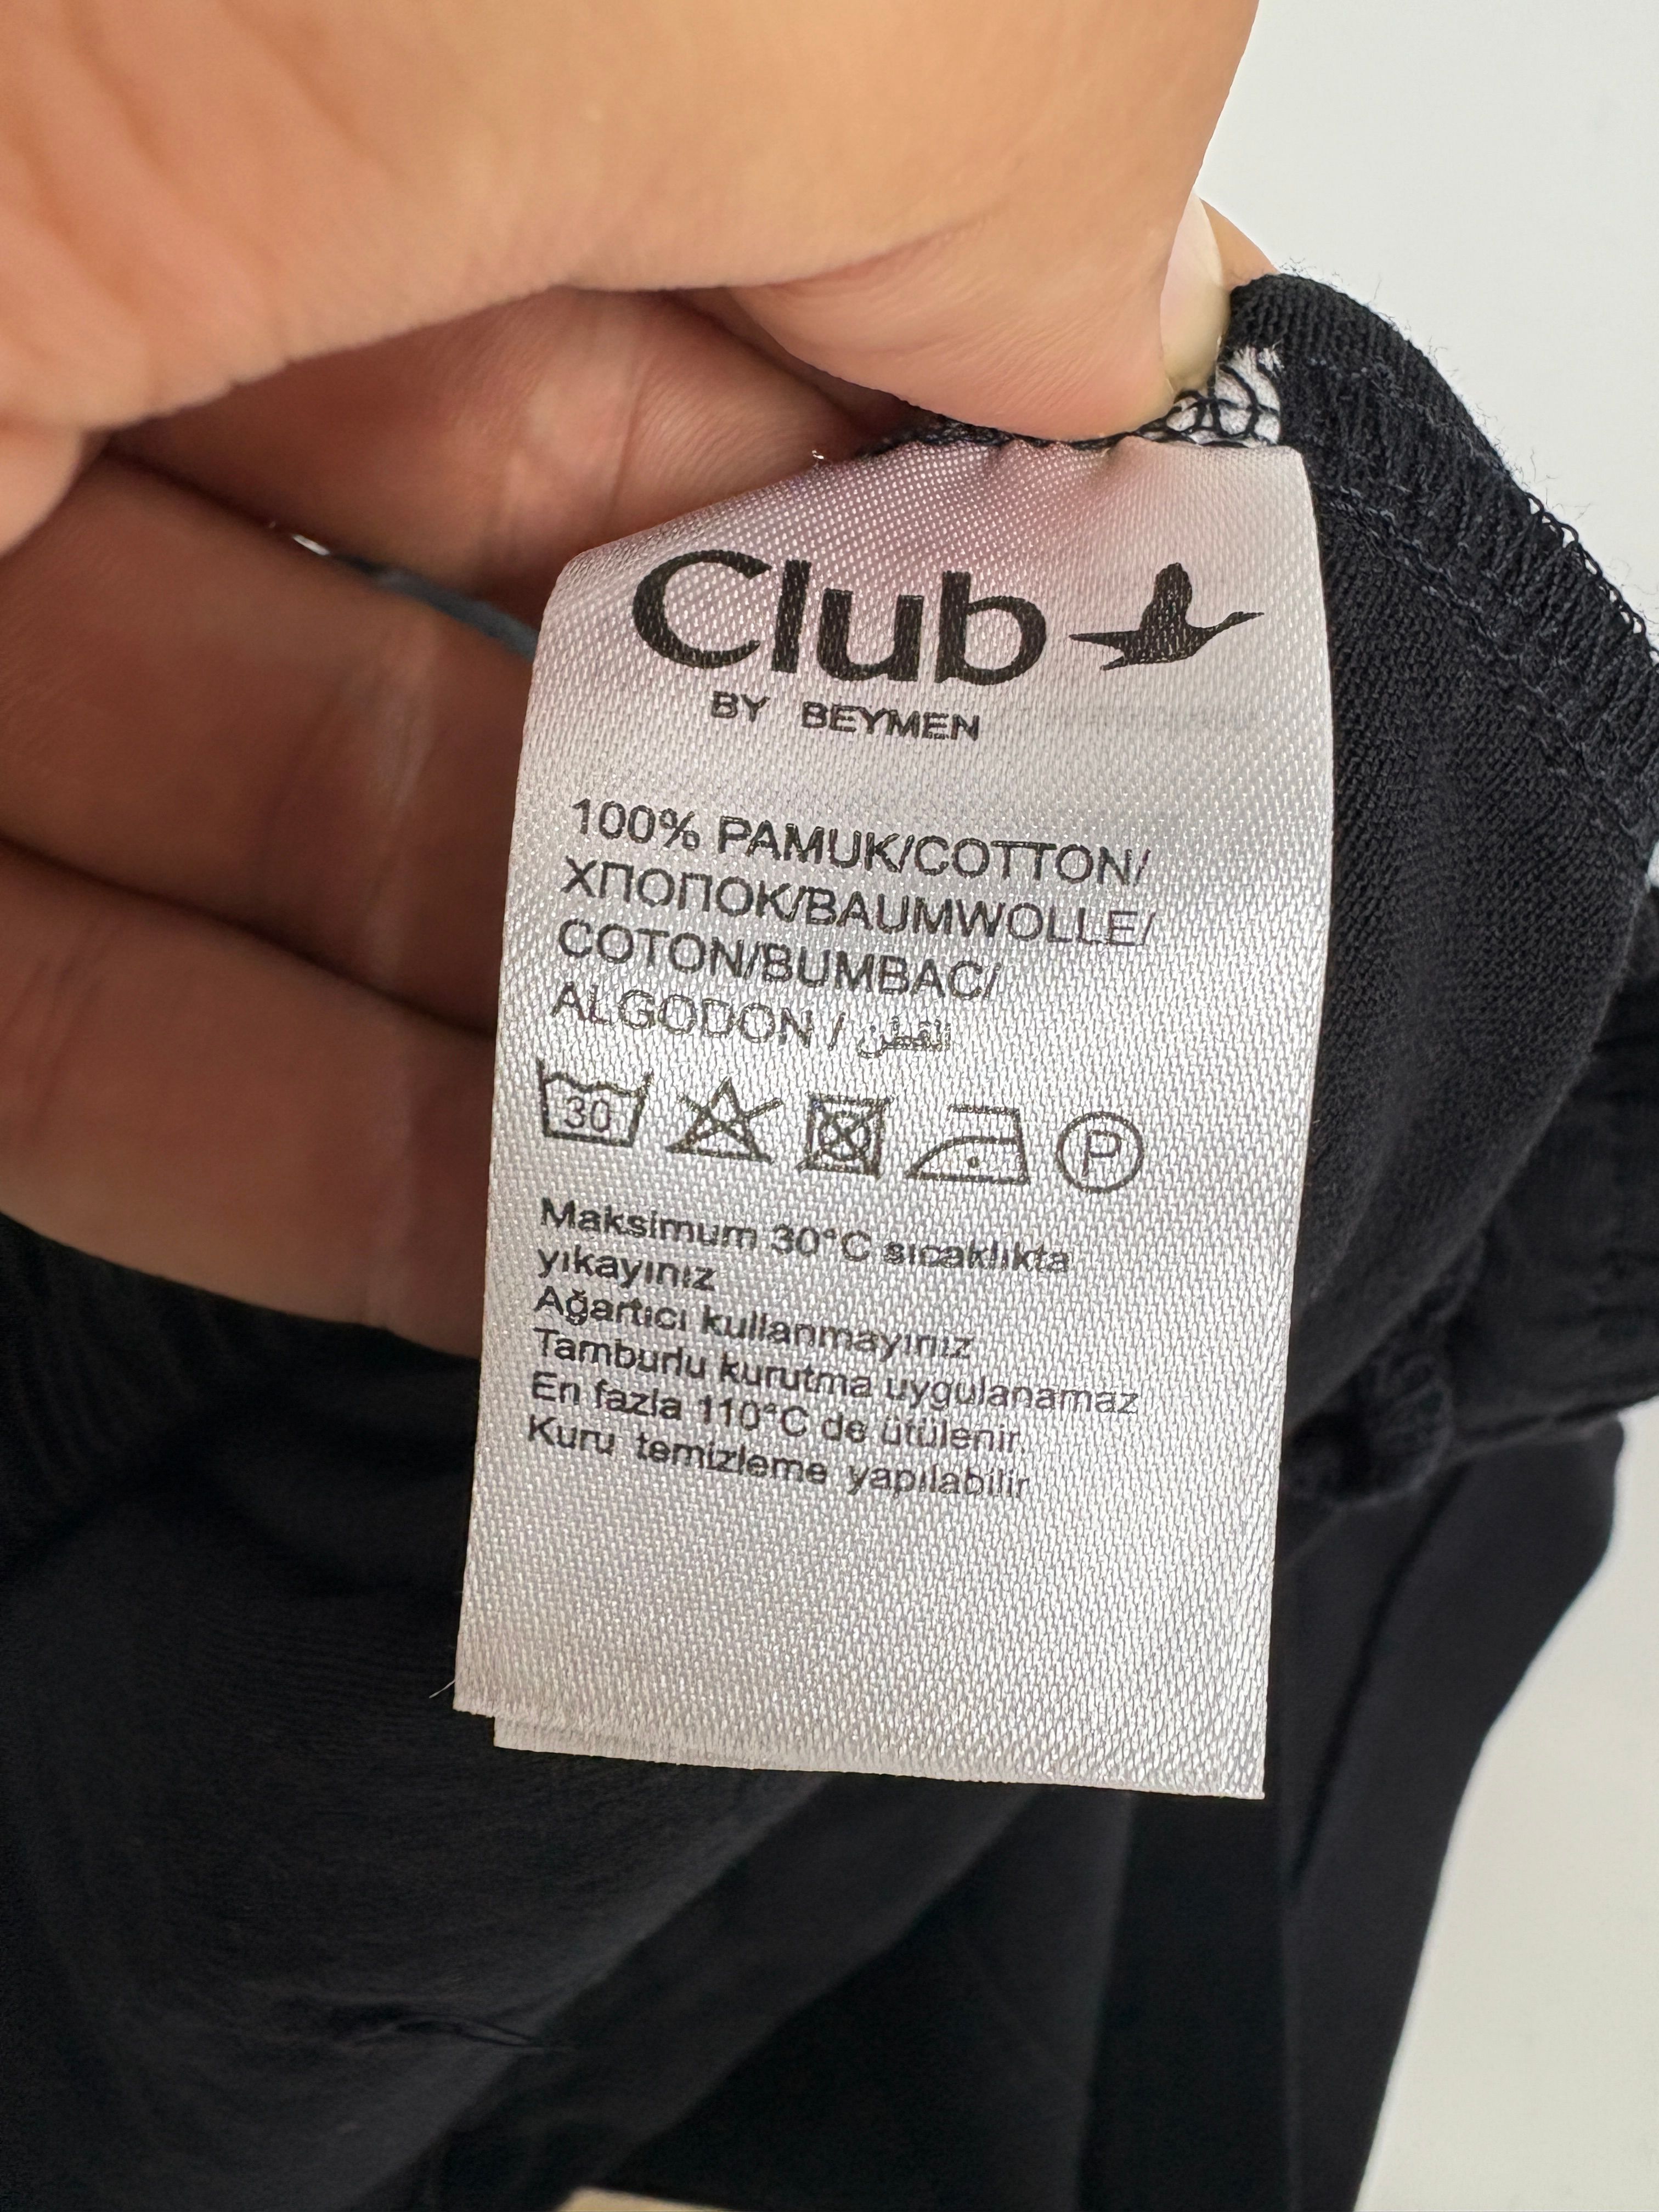 Club
BY BEYMEN
100% PAMUK/COTTON/
ХПОПОК/BAUMWOLLE/
COTON/BUMBAC/
ALGODON / القطن
30
P
Maksimum 30°C sıcaklıkta
yıkayınız
Ağartıcı kullanmayınız
Tamburlu kurutma uygulanamaz
En fazla 110°C de ütülenir.
Kuru temizleme yapılabilir